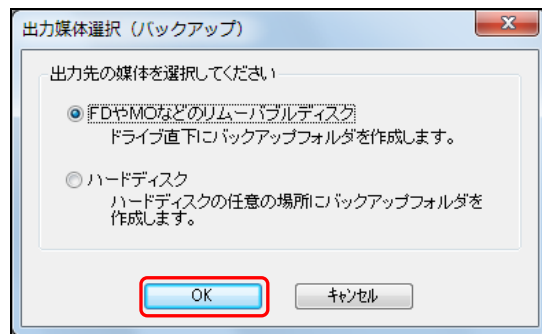 出力媒体選択（バックアップ）
出力先の媒体を選択してください
FDやMOなどのリムーバブルディスク
ドライブ直下にバックアップフォルダを作成します。
ハードディスク
ハードディスクの任意の場所にバックアップフォルダを
作成します。
OK
キャンセル